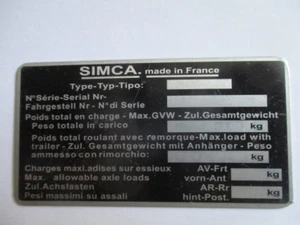 SIMCA. made in France
Type-Typ-Tipo:
N°Série-Serial Nr-
Fahrgestell Nr - N°di Serie
Poids total en charge - Max.GVW - Zul.Gesamtgewicht
Peso totale in carico kg
Poids total roulant avec remorque-Max.load with
trailer - Zul.Gesamtgewicht mit Anhänger - Peso
ammesso con rimorchio: kg
Charges maxi.adises sur essieux AV-Frt
Max. allowable axle loads vorn-Ant kg
Zul.Achslasten AR-Rr
Pesi massimi su assali hint-Post. kg